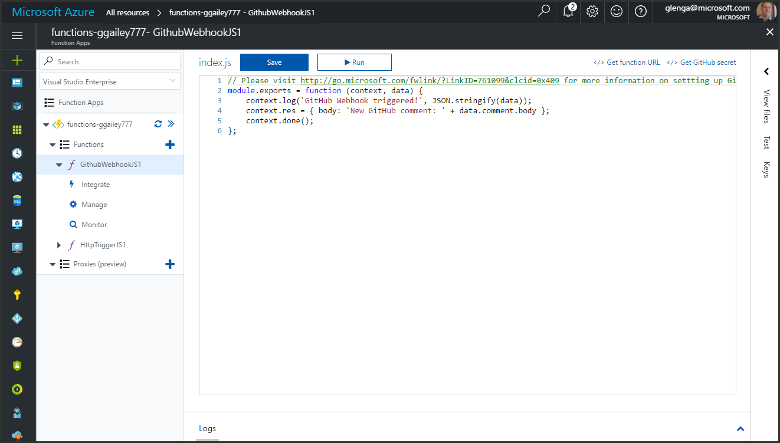 Microsoft Azure All resources > functions-ggailey777 - GithubWebhookJS1
2
glenga@microsoft.com
MICROSOFT
functions-ggailey777- GithubWebhookJS1
Function Apps
Search
Visual Studio Enterprise
Function Apps
functions-ggailey777
Functions
GithubWebhookJS1
Integrate
Manage
Monitor
HttpTriggerJS1
Proxies (preview)
index.js Save Run </> Get function URL </> Get GitHub secret
1 // Please visit http://go.microsoft.com/fwlink/?LinkID=761099&clcid=0x409 for more information on settting up Gi
2 module.exports = function (context, data) {
3 context.log('GitHub Webhook triggered!', JSON.stringify(data));
4 context.res = { body: 'New GitHub comment: ' + data.comment.body };
5 context.done();
6 };
View files
Test
Keys
Logs